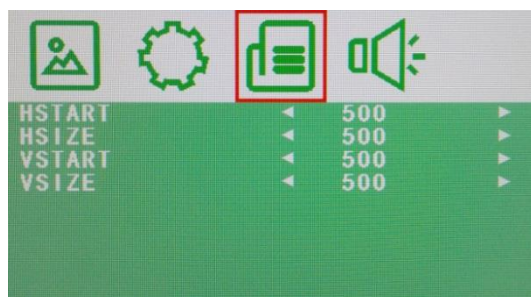 HSTART ◄ 500 ►
HSIZE ◄ 500 ►
VSTART ◄ 500 ►
VSIZE ◄ 500 ►